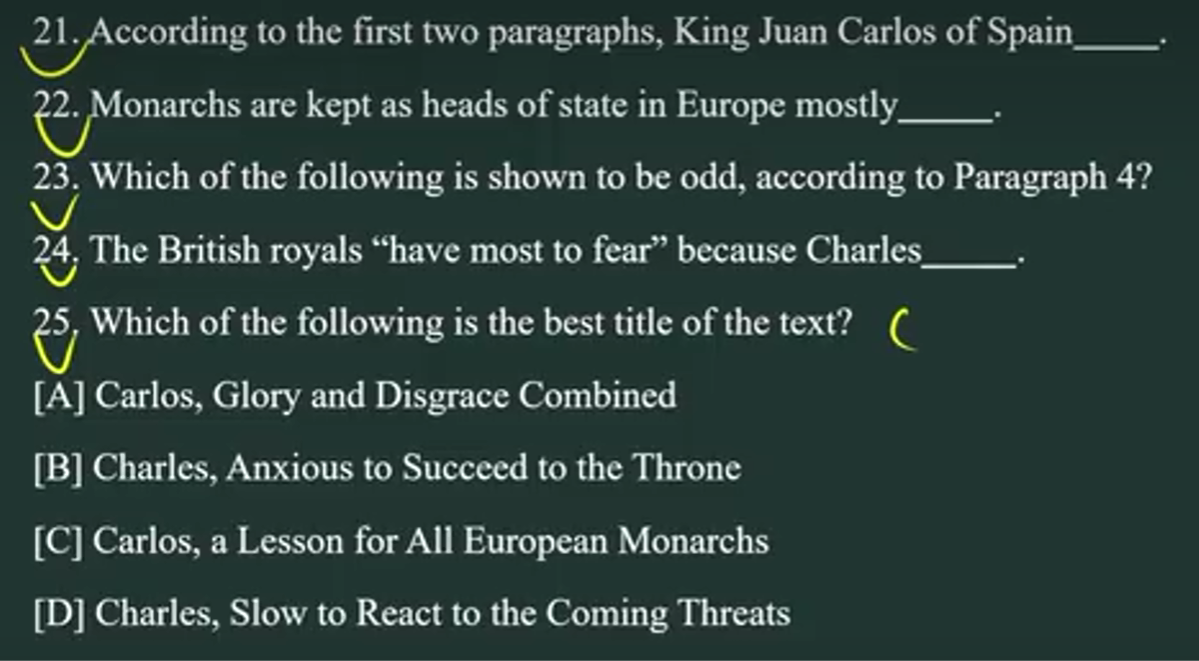 21. According to the first two paragraphs, King Juan Carlos of Spain_____.
22. Monarchs are kept as heads of state in Europe mostly_____.
23. Which of the following is shown to be odd, according to Paragraph 4?
24. The British royals “have most to fear” because Charles_____.
25. Which of the following is the best title of the text? C
[A] Carlos, Glory and Disgrace Combined
[B] Charles, Anxious to Succeed to the Throne
[C] Carlos, a Lesson for All European Monarchs
[D] Charles, Slow to React to the Coming Threats